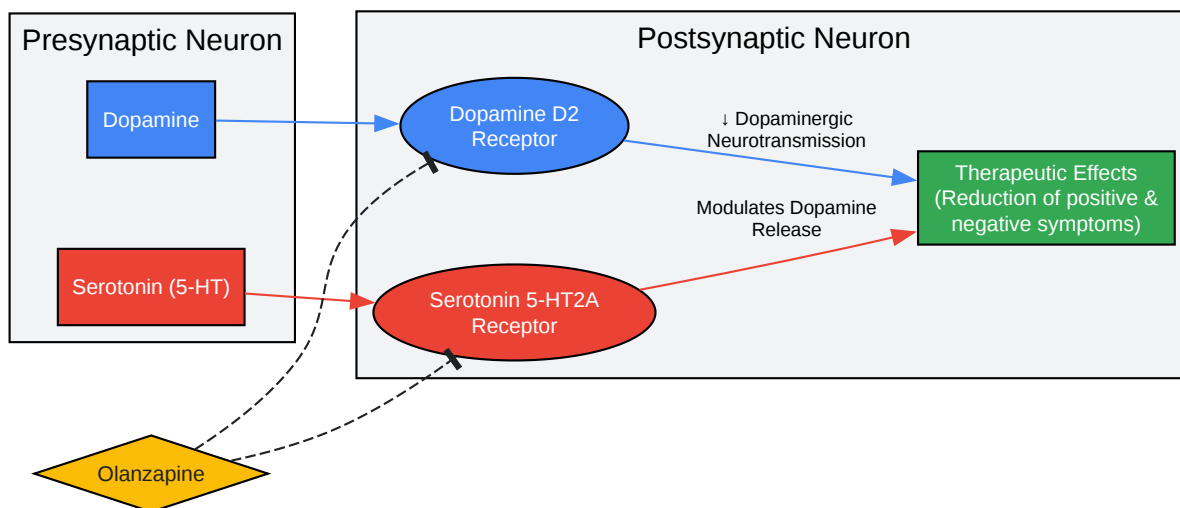 Presynaptic Neuron
Dopamine
Serotonin (5-HT)
Postsynaptic Neuron
Dopamine D2
Receptor
Serotonin 5-HT2A
Receptor
↓ Dopaminergic
Neurotransmission
Modulates Dopamine
Release
Therapeutic Effects
(Reduction of positive &
negative symptoms)
Olanzapine